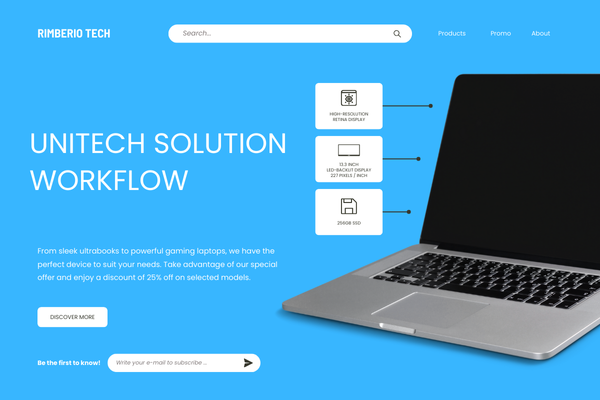 RIMBERIO TECH
Search...
Products
Promo
About
HIGH-RESOLUTION
RETINA DISPLAY
13.3 INCH
LED-BACKLIT DISPLAY
227 PIXELS / INCH
256GB SSD
UNITECH SOLUTION
WORKFLOW
From sleek ultrabooks to powerful gaming laptops, we have the
perfect device to suit your needs. Take advantage of our special
offer and enjoy a discount of 25% off on selected models.
DISCOVER MORE
Be the first to know!
Write your e-mail to subscribe ...